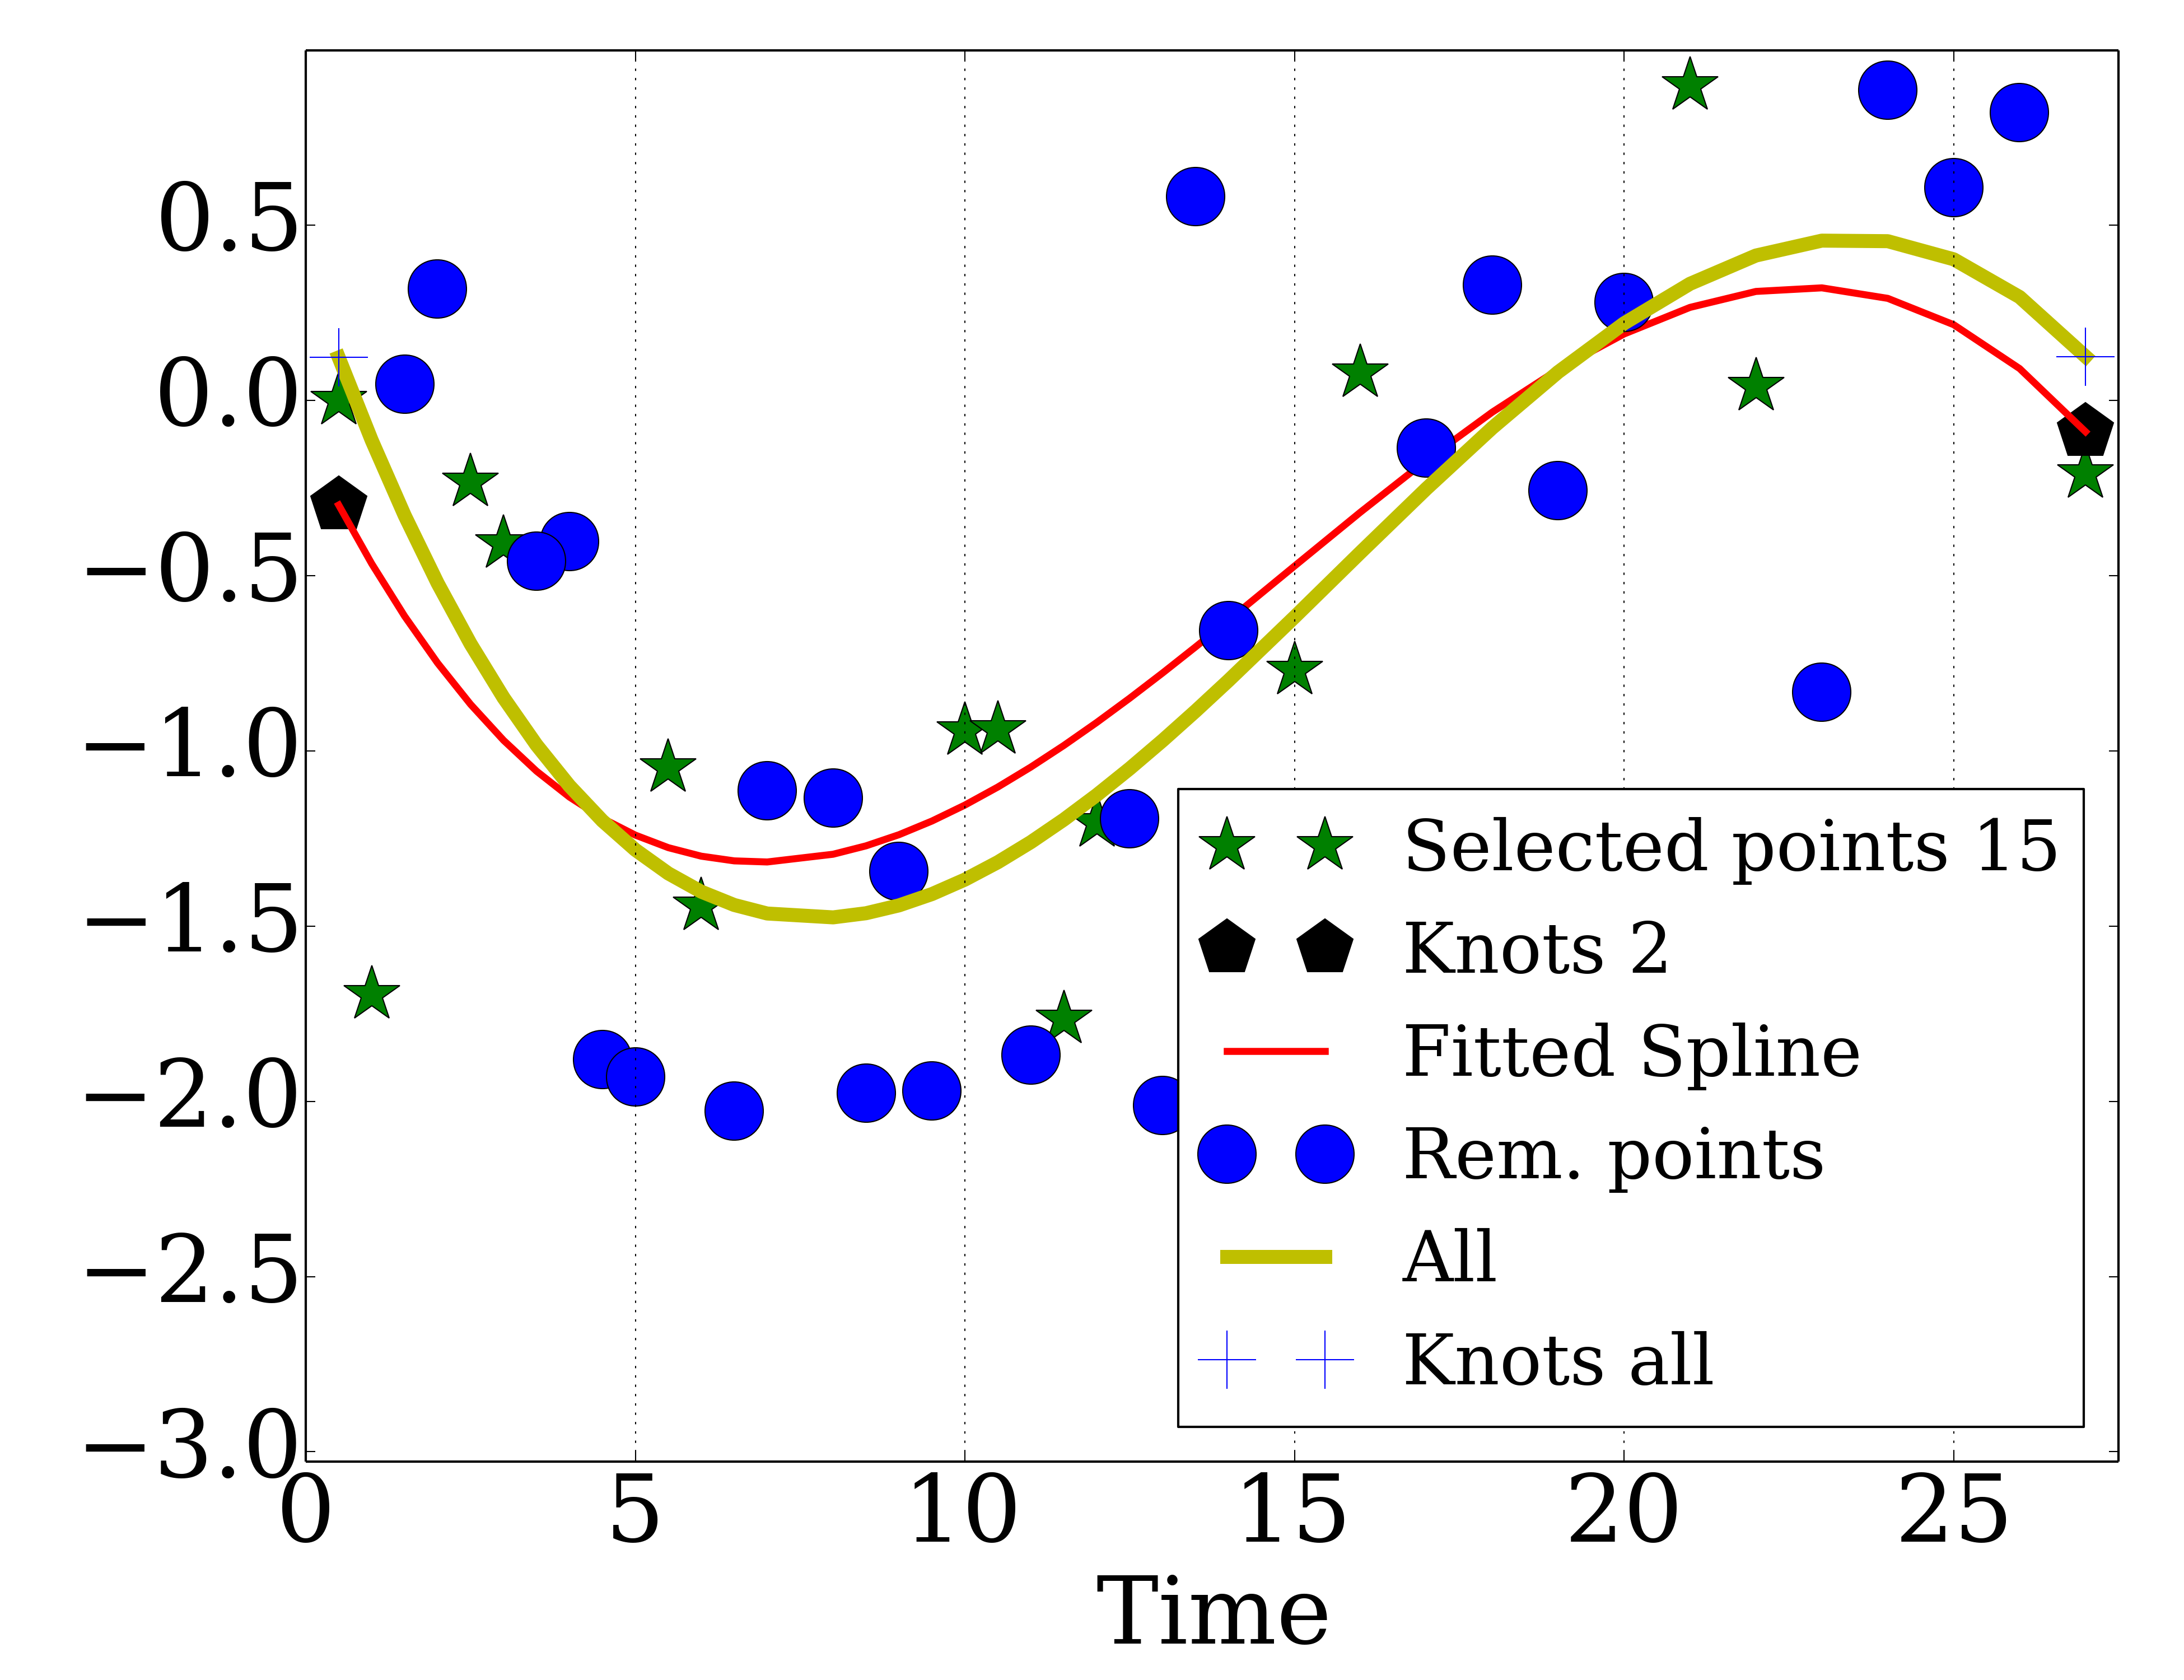 0.5
0.0
−0.5
−1.0
−1.5
−2.0
−2.5
−3.0
0 5 10 15 20 25
Time
Selected points 15
Knots 2
Fitted Spline
Rem. points
All
Knots all